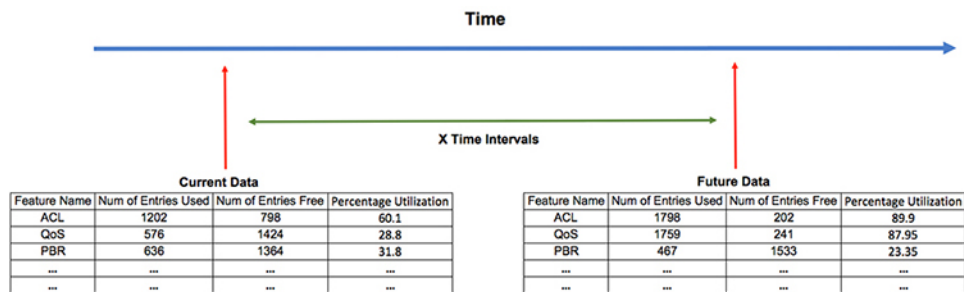 Time
X Time Intervals
Current Data
Feature Name Num of Entries Used Num of Entries Free Percentage Utilization
ACL 1202 798 60.1
QoS 576 1424 28.8
PBR 636 1364 31.8
... ... ... ...
... ... ... ...
Future Data
Feature Name Num of Entries Used Num of Entries Free Percentage Utilization
ACL 1798 202 89.9
QoS 1759 241 87.95
PBR 467 1533 23.35
... ... ... ...
... ... ... ...